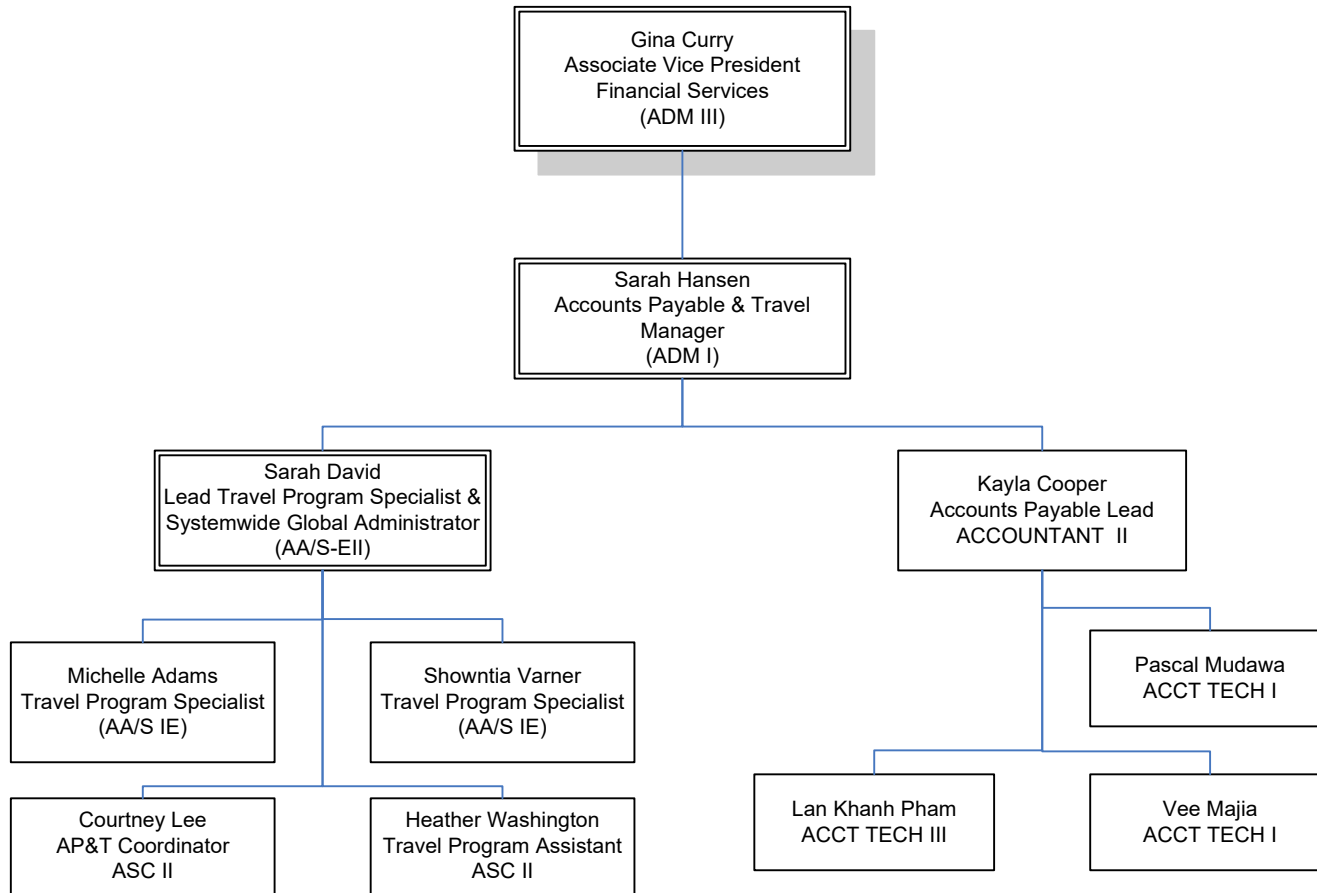 Gina Curry
Associate Vice President
Financial Services
(ADM III)
Sarah Hansen
Accounts Payable & Travel
Manager
(ADM I)
Sarah David
Lead Travel Program Specialist &
Systemwide Global Administrator
(AA/S-EII)
Kayla Cooper
Accounts Payable Lead
ACCOUNTANT  II
Michelle Adams
Travel Program Specialist
(AA/S IE)
Showntia Varner
Travel Program Specialist
(AA/S IE)
Pascal Mudawa
ACCT TECH I
Courtney Lee
AP&T Coordinator
ASC II
Heather Washington
Travel Program Assistant
ASC II
Lan Khanh Pham
ACCT TECH III
Vee Majia
ACCT TECH I